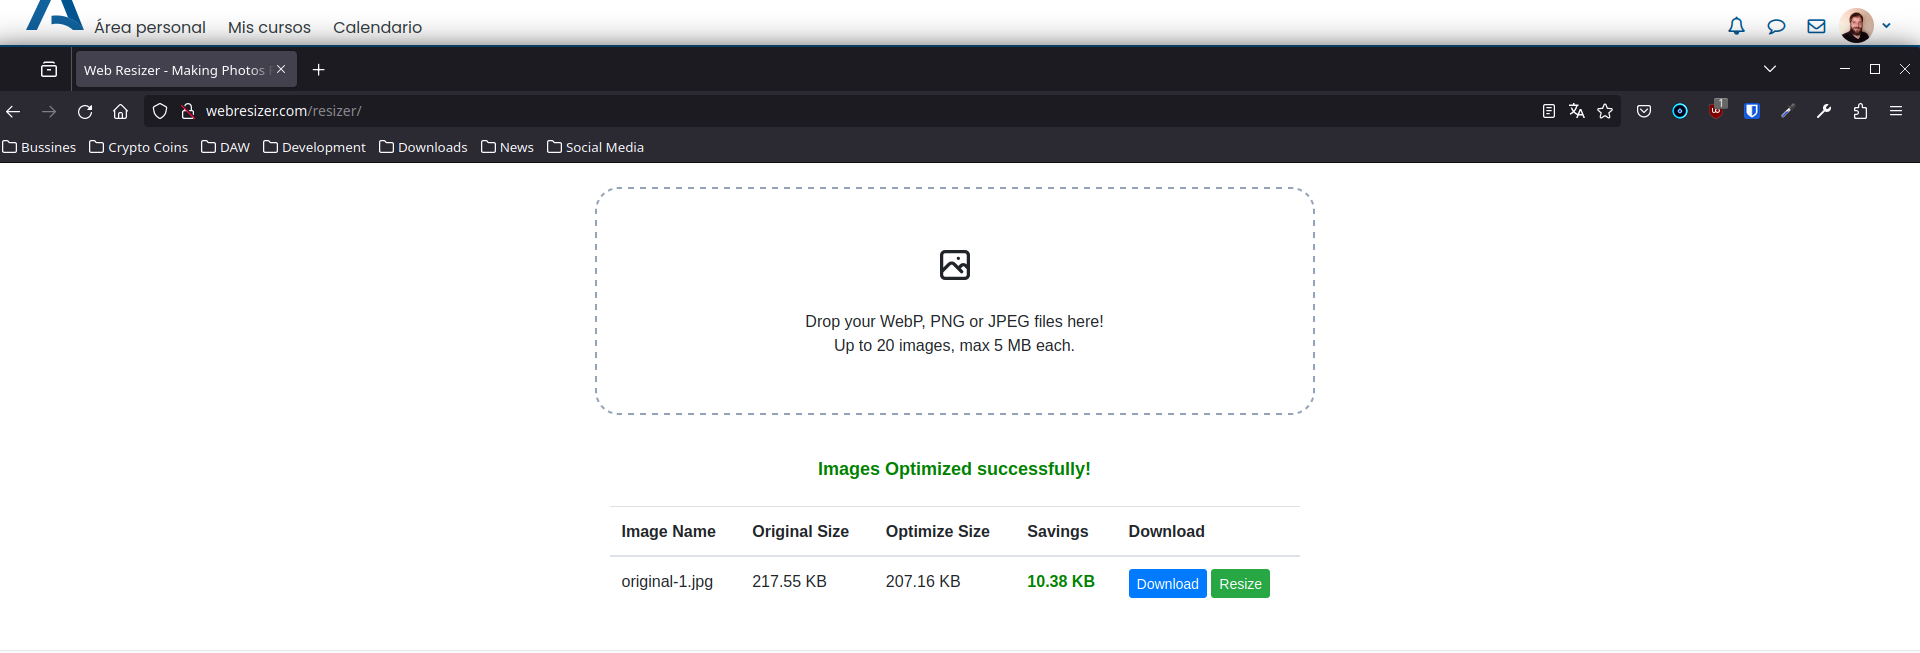 Área personal Mis cursos Calendario
Web Resizer - Making Photos
webresizer.com/resizer/
1
Bussines Crypto Coins DAW Development Downloads News Social Media
Drop your WebP, PNG or JPEG files here!
Up to 20 images, max 5 MB each.
Images Optimized successfully!
Image Name Original Size Optimize Size Savings Download
original-1.jpg 217.55 KB 207.16 KB 10.38 KB Download Resize